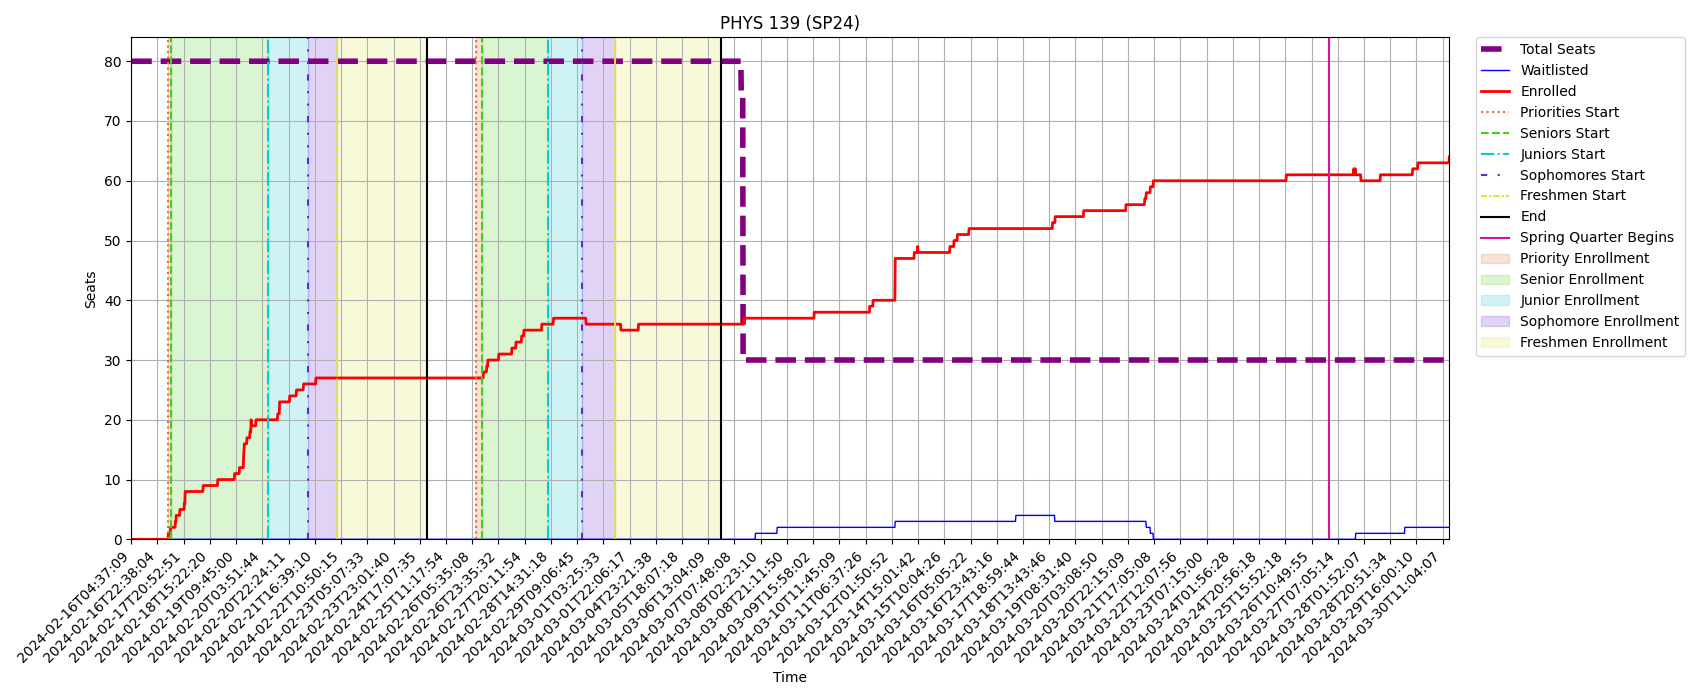 PHYS 139 (SP24)
Seats
80
70
60
50
40
30
20
10
0
2024-02-16T04:37:09
2024-02-16T22:38:04
2024-02-17T20:52:51
2024-02-18T15:22:20
2024-02-19T09:45:00
2024-02-20T03:51:44
2024-02-20T22:24:11
2024-02-21T16:39:10
2024-02-22T10:50:15
2024-02-23T05:07:33
2024-02-23T23:01:40
2024-02-24T17:07:35
2024-02-25T11:17:54
2024-02-26T05:35:08
2024-02-26T23:35:32
2024-02-27T20:11:54
2024-02-28T14:31:18
2024-02-29T09:06:45
2024-03-01T03:25:33
2024-03-01T22:06:17
2024-03-04T23:21:38
2024-03-05T18:07:18
2024-03-06T13:04:09
2024-03-07T07:48:08
2024-03-08T02:23:10
2024-03-08T21:11:50
2024-03-09T15:58:02
2024-03-10T11:45:09
2024-03-11T06:37:26
2024-03-12T01:50:52
2024-03-14T15:01:42
2024-03-15T10:04:26
2024-03-16T05:05:22
2024-03-16T23:43:16
2024-03-17T18:59:44
2024-03-18T13:43:46
2024-03-19T08:31:40
2024-03-20T03:08:50
2024-03-20T22:15:09
2024-03-21T17:05:08
2024-03-22T12:07:56
2024-03-23T07:15:00
2024-03-24T01:56:28
2024-03-24T20:56:18
2024-03-25T15:52:18
2024-03-26T10:49:55
2024-03-27T07:05:14
2024-03-28T01:52:07
2024-03-28T20:51:34
2024-03-29T16:00:10
2024-03-30T11:04:07
Time
Total Seats
Waitlisted
Enrolled
Priorities Start
Seniors Start
Juniors Start
Sophomores Start
Freshmen Start
End
Spring Quarter Begins
Priority Enrollment
Senior Enrollment
Junior Enrollment
Sophomore Enrollment
Freshmen Enrollment